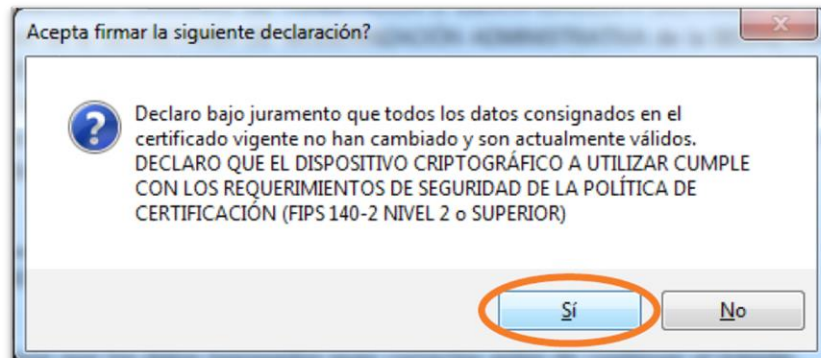 Acepta firmar la siguiente declaración?
Declaro bajo juramento que todos los datos consignados en el
certificado vigente no han cambiado y son actualmente válidos.
DECLARO QUE EL DISPOSITIVO CRIPTOGRÁFICO A UTILIZAR CUMPLE
CON LOS REQUERIMIENTOS DE SEGURIDAD DE LA POLÍTICA DE
CERTIFICACIÓN (FIPS 140-2 NIVEL 2 o SUPERIOR)
Sí
No